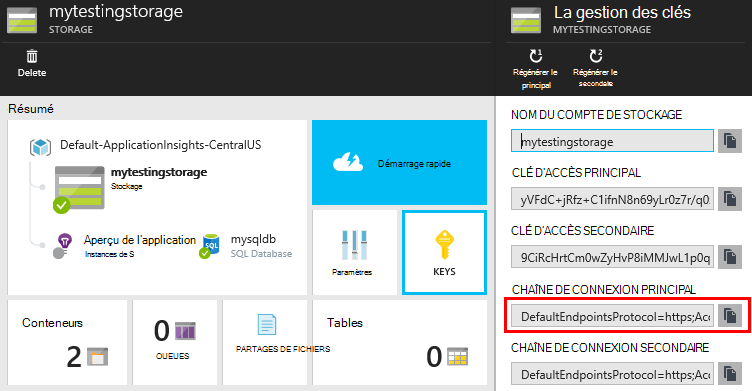 mytestingstorage
STORAGE
Delete
Résumé
Default-ApplicationInsights-CentralUS
mytestingstorage
Stockage
Aperçu de l'application
Instances de S
mysqldb
SQL Database
Démarrage rapide
Paramètres
KEYS
Conteneurs
2
0
QUEUES
PARTAGES DE FICHIERS
Tables
0
La gestion des clés
MYTESTINGSTORAGE
Régénérer le principal
Régénérer le secondaire
NOM DU COMPTE DE STOCKAGE
mytestingstorage
CLÉ D'ACCÈS PRINCIPAL
yVFdC+jRfz+C1ifnN8n69yLr0z7r/q0
CLÉ D'ACCÈS SECONDAIRE
9CiRcHrtCm0wZyHvP8iMMJwL1p0q
CHAÎNE DE CONNEXION PRINCIPAL
DefaultEndpointsProtocol=https;Acc
CHAÎNE DE CONNEXION SECONDAIRE
DefaultEndpointsProtocol=https;Acc